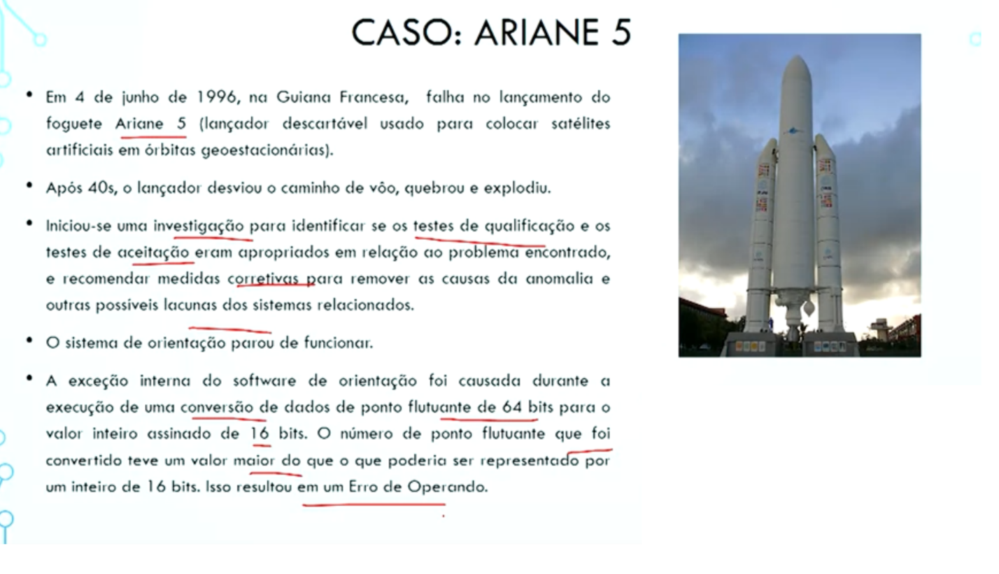 CASO: ARIANE 5
• Em 4 de junho de 1996, na Guiana Francesa, falha no lançamento do
foguete Ariane 5 (lançador descartável usado para colocar satélites
artificiais em órbitas geoestacionárias).
• Após 40s, o lançador desviou o caminho de vôo, quebrou e explodiu.
• Iniciou-se uma investigação para identificar se os testes de qualificação e os
testes de aceitação eram apropriados em relação ao problema encontrado,
e recomendar medidas corretivas para remover as causas da anomalia e
outras possíveis lacunas dos sistemas relacionados.
• O sistema de orientação parou de funcionar.
• A exceção interna do software de orientação foi causada durante a
execução de uma conversão de dados de ponto flutuante de 64 bits para o
valor inteiro assinado de 16 bits. O número de ponto flutuante que foi
convertido teve um valor maior do que o que poderia ser representado por
um inteiro de 16 bits. Isso resultou em um Erro de Operando.